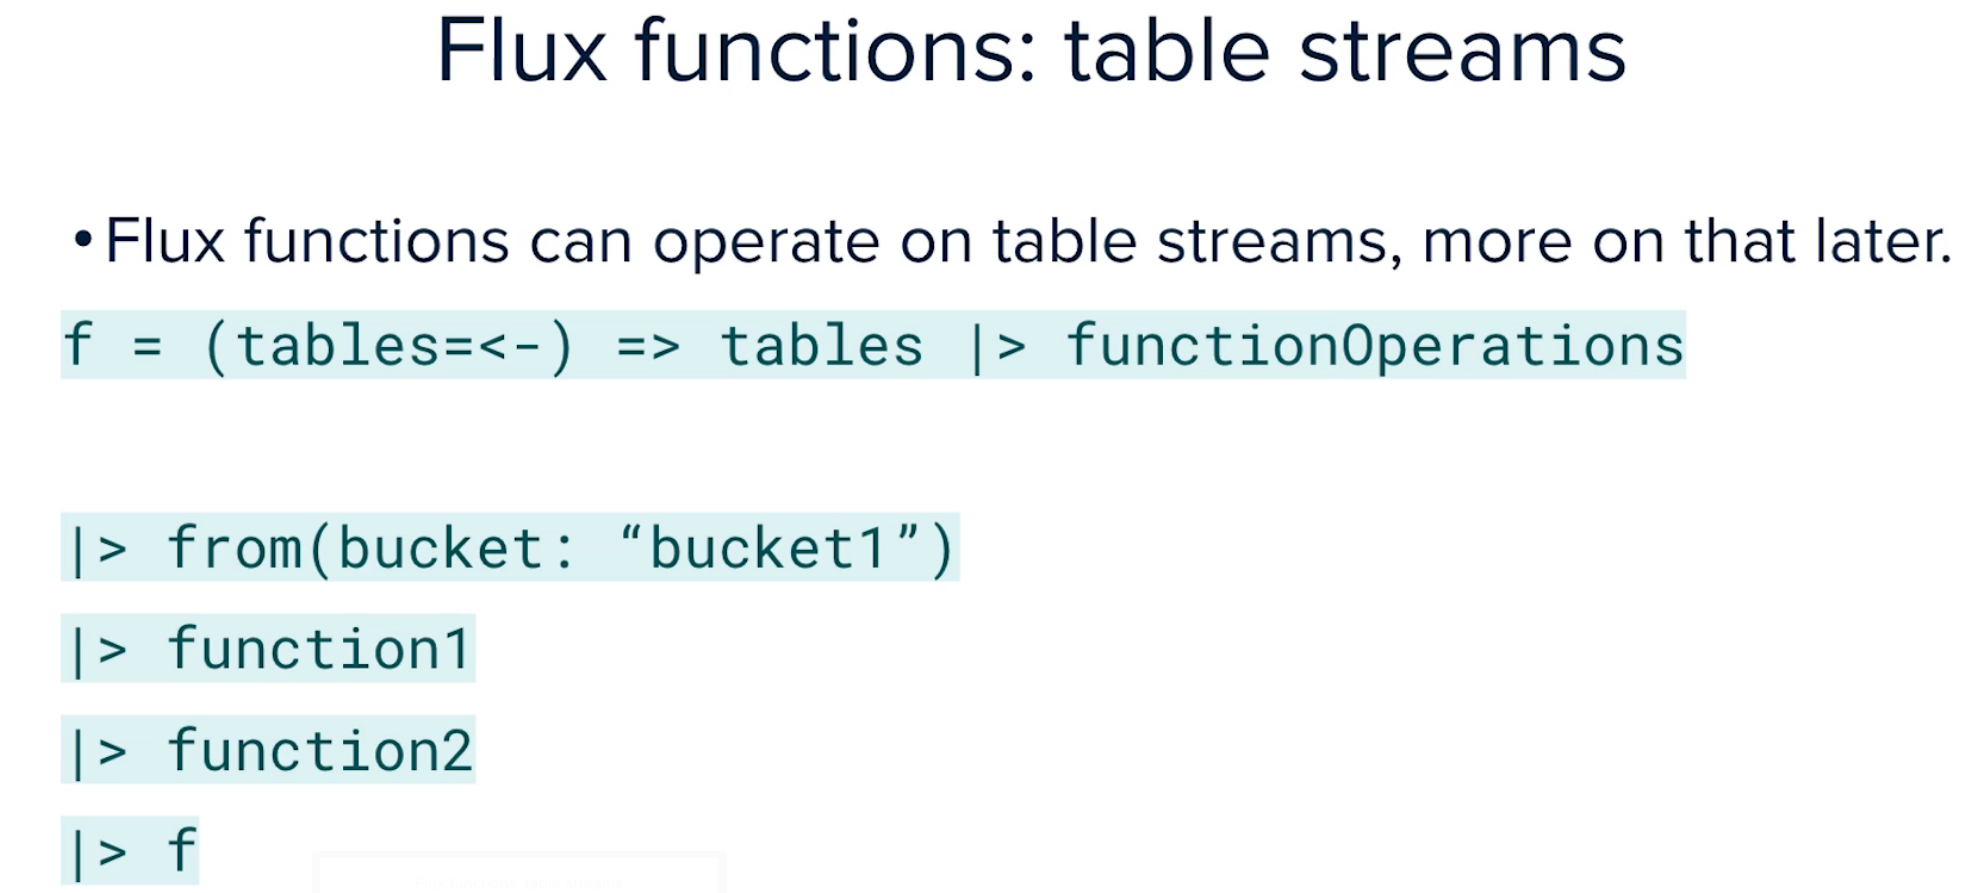 Flux functions: table streams
• Flux functions can operate on table streams, more on that later.
f = (tables=<-) => tables |> functionOperations
|> from(bucket: “bucket1”)
|> function1
|> function2
|> f